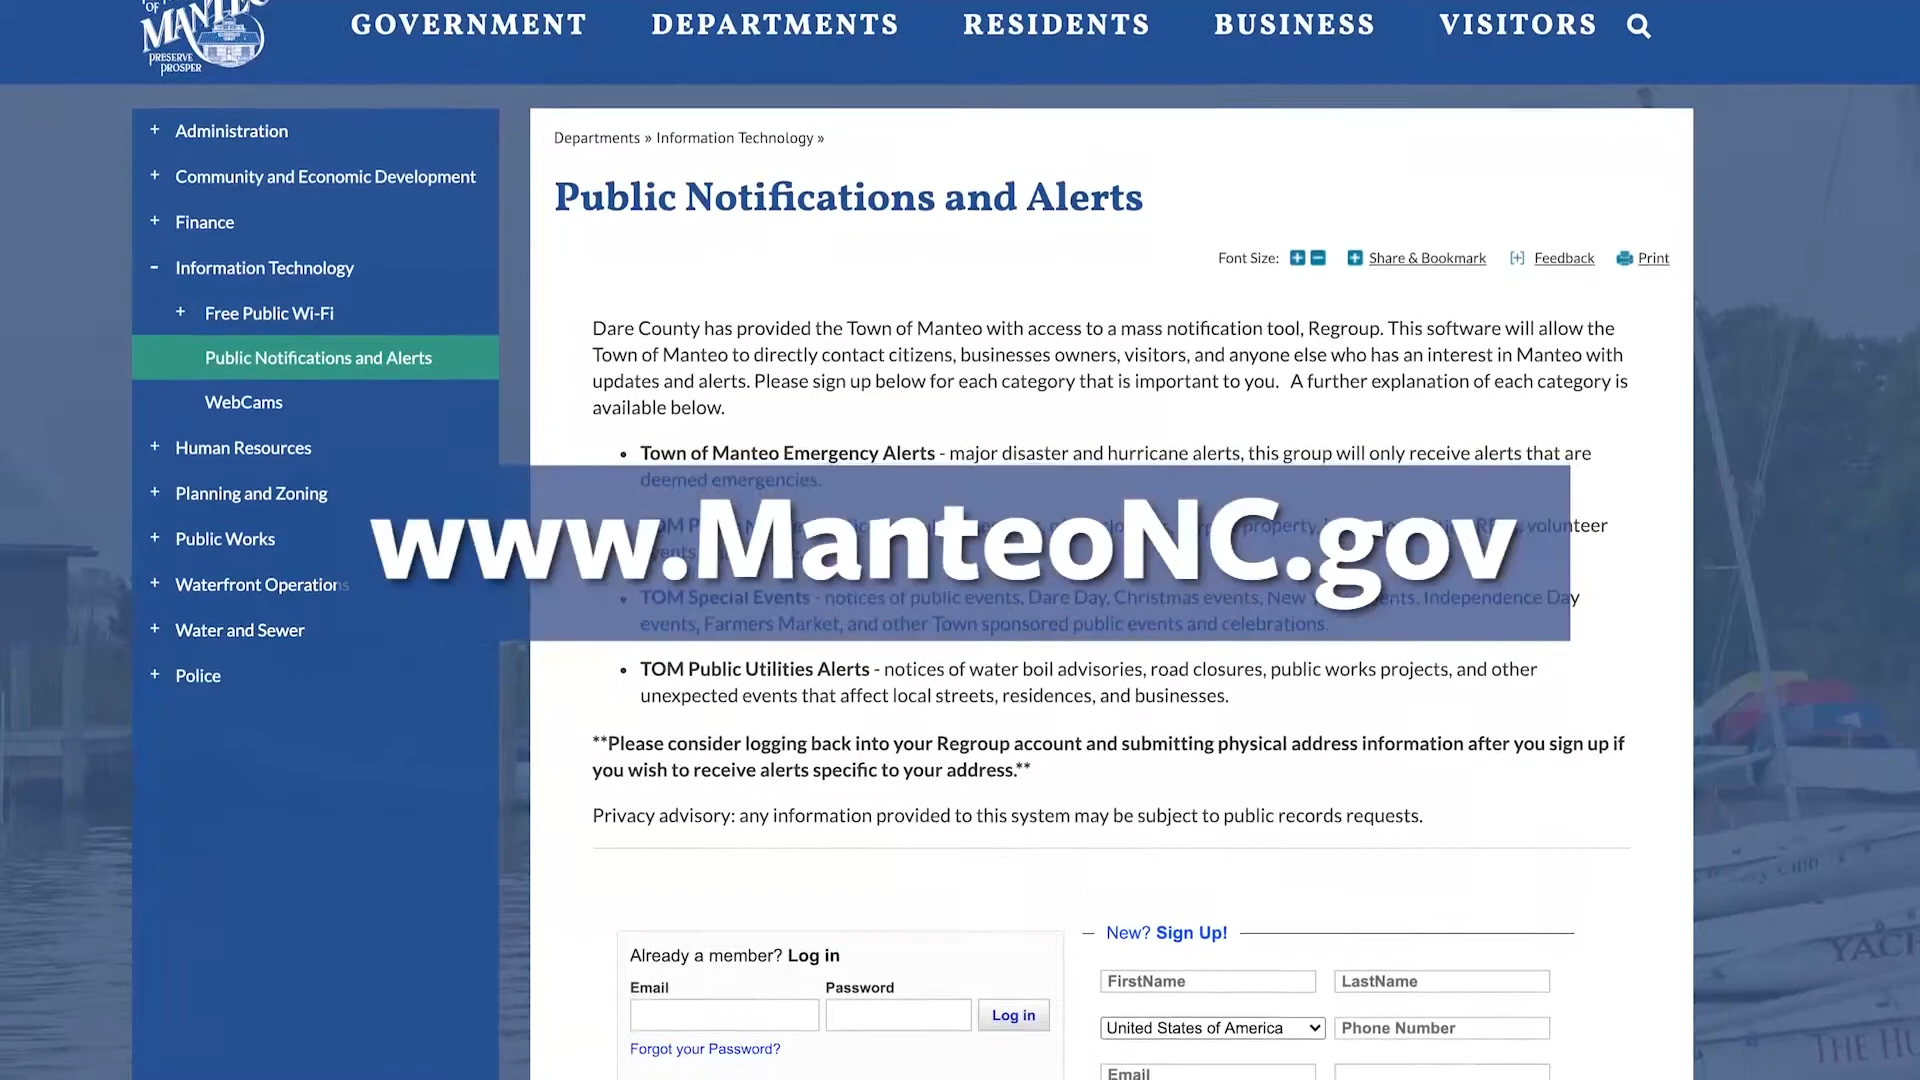 OF
MANTEO
PRESERVE
PROSPER
GOVERNMENT DEPARTMENTS RESIDENTS BUSINESS VISITORS
+ Administration
+ Community and Economic Development
+ Finance
- Information Technology
+ Free Public Wi-Fi
Public Notifications and Alerts
WebCams
+ Human Resources
+ Planning and Zoning
+ Public Works
+ Waterfront Operations
+ Water and Sewer
+ Police
Departments » Information Technology »
Public Notifications and Alerts
Font Size: + - Share & Bookmark Feedback Print
Dare County has provided the Town of Manteo with access to a mass notification tool, Regroup. This software will allow the
Town of Manteo to directly contact citizens, businesses owners, visitors, and anyone else who has an interest in Manteo with
updates and alerts. Please sign up below for each category that is important to you. A further explanation of each category is
available below.
• Town of Manteo Emergency Alerts - major disaster and hurricane alerts, this group will only receive alerts that are
deemed emergencies.
property, volunteer
www.ManteoNC.gov
• TOM Special Events - notices of public events, Dare Day, Christmas events, New Independence Day
events, Farmers Market, and other Town sponsored public events and celebrations.
• TOM Public Utilities Alerts - notices of water boil advisories, road closures, public works projects, and other
unexpected events that affect local streets, residences, and businesses.
**Please consider logging back into your Regroup account and submitting physical address information after you sign up if
you wish to receive alerts specific to your address.**
Privacy advisory: any information provided to this system may be subject to public records requests.
Already a member? Log in
Email Password
Log in
Forgot your Password?
New? Sign Up!
FirstName LastName
United States of America Phone Number
Email
YACH
THE HU